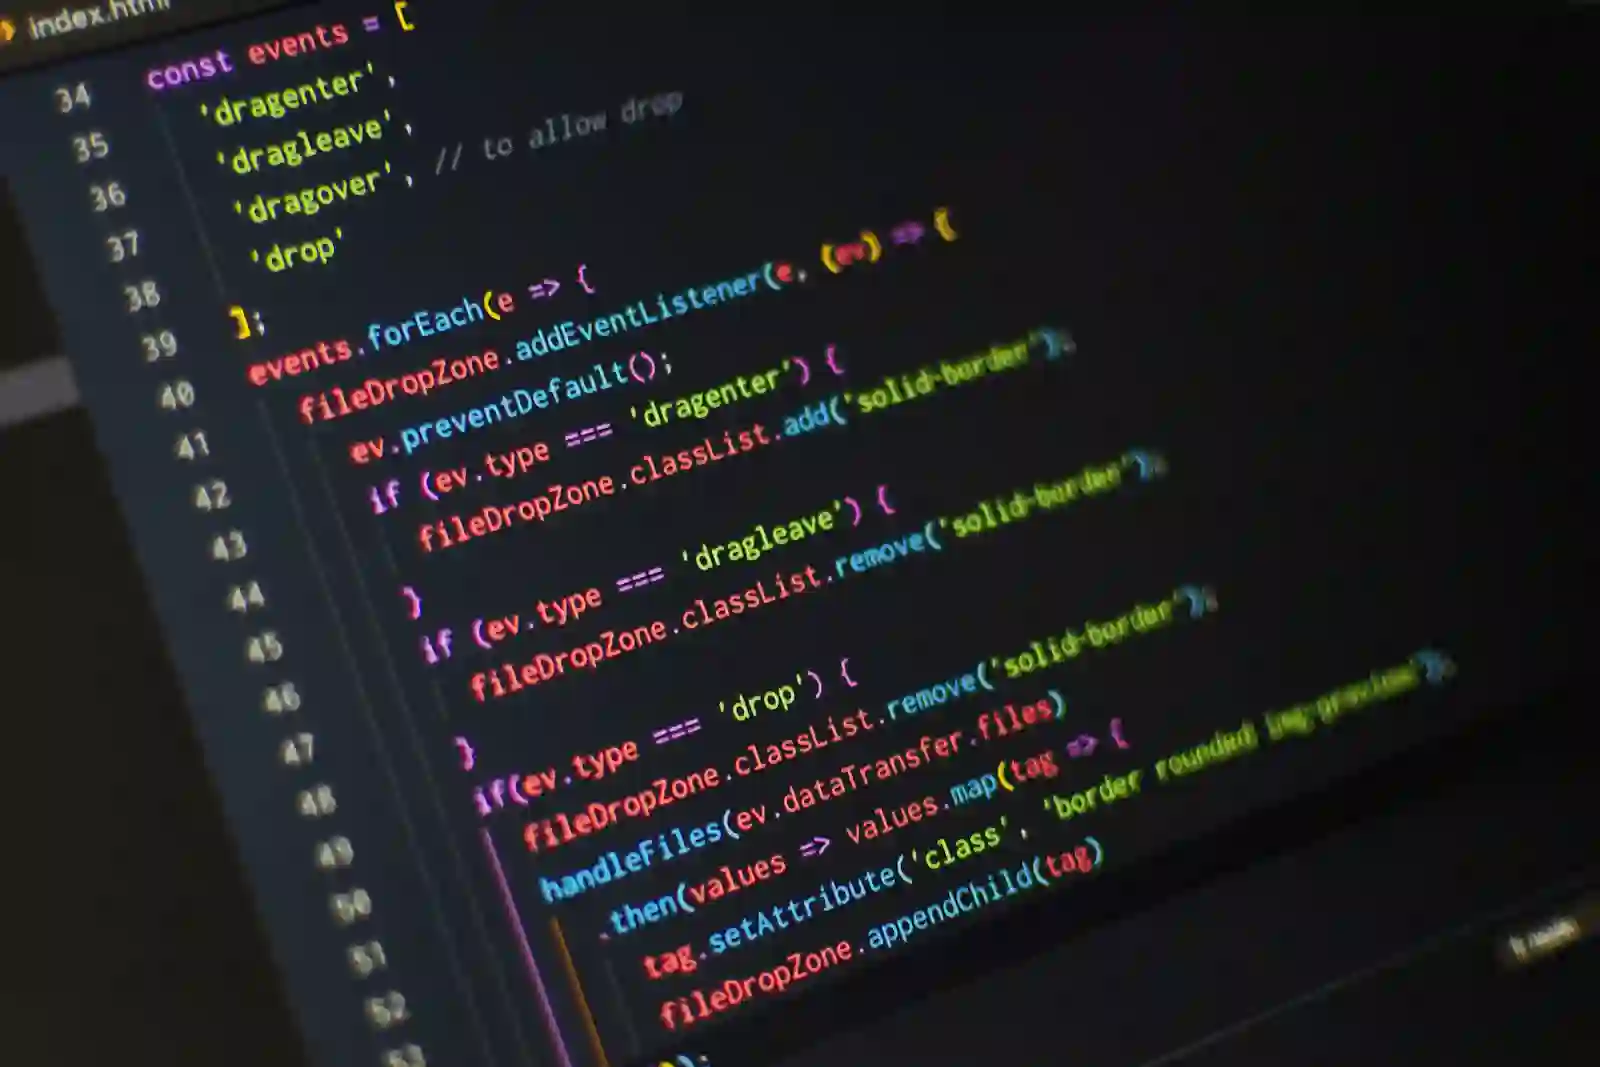 index.html
34 const events = [
35 'dragenter',
36 'dragleave',
37 'dragover', // to allow drop
38 'drop'
39 ];
40 events.forEach(e => {
41 fileDropZone.addEventListener(e, (ev) => {
42 ev.preventDefault();
43 if (ev.type === 'dragenter') {
44 fileDropZone.classList.add('solid-border');
45 }
46 if (ev.type === 'dragleave') {
47 fileDropZone.classList.remove('solid-border');
48 }
49 if(ev.type === 'drop') {
50 fileDropZone.classList.remove('solid-border');
51 handleFiles(ev.dataTransfer.files)
52 .then(values => values.map(tag => {
53 tag.setAttribute('class', 'border rounded img-preview');
fileDropZone.appendChild(tag)
);